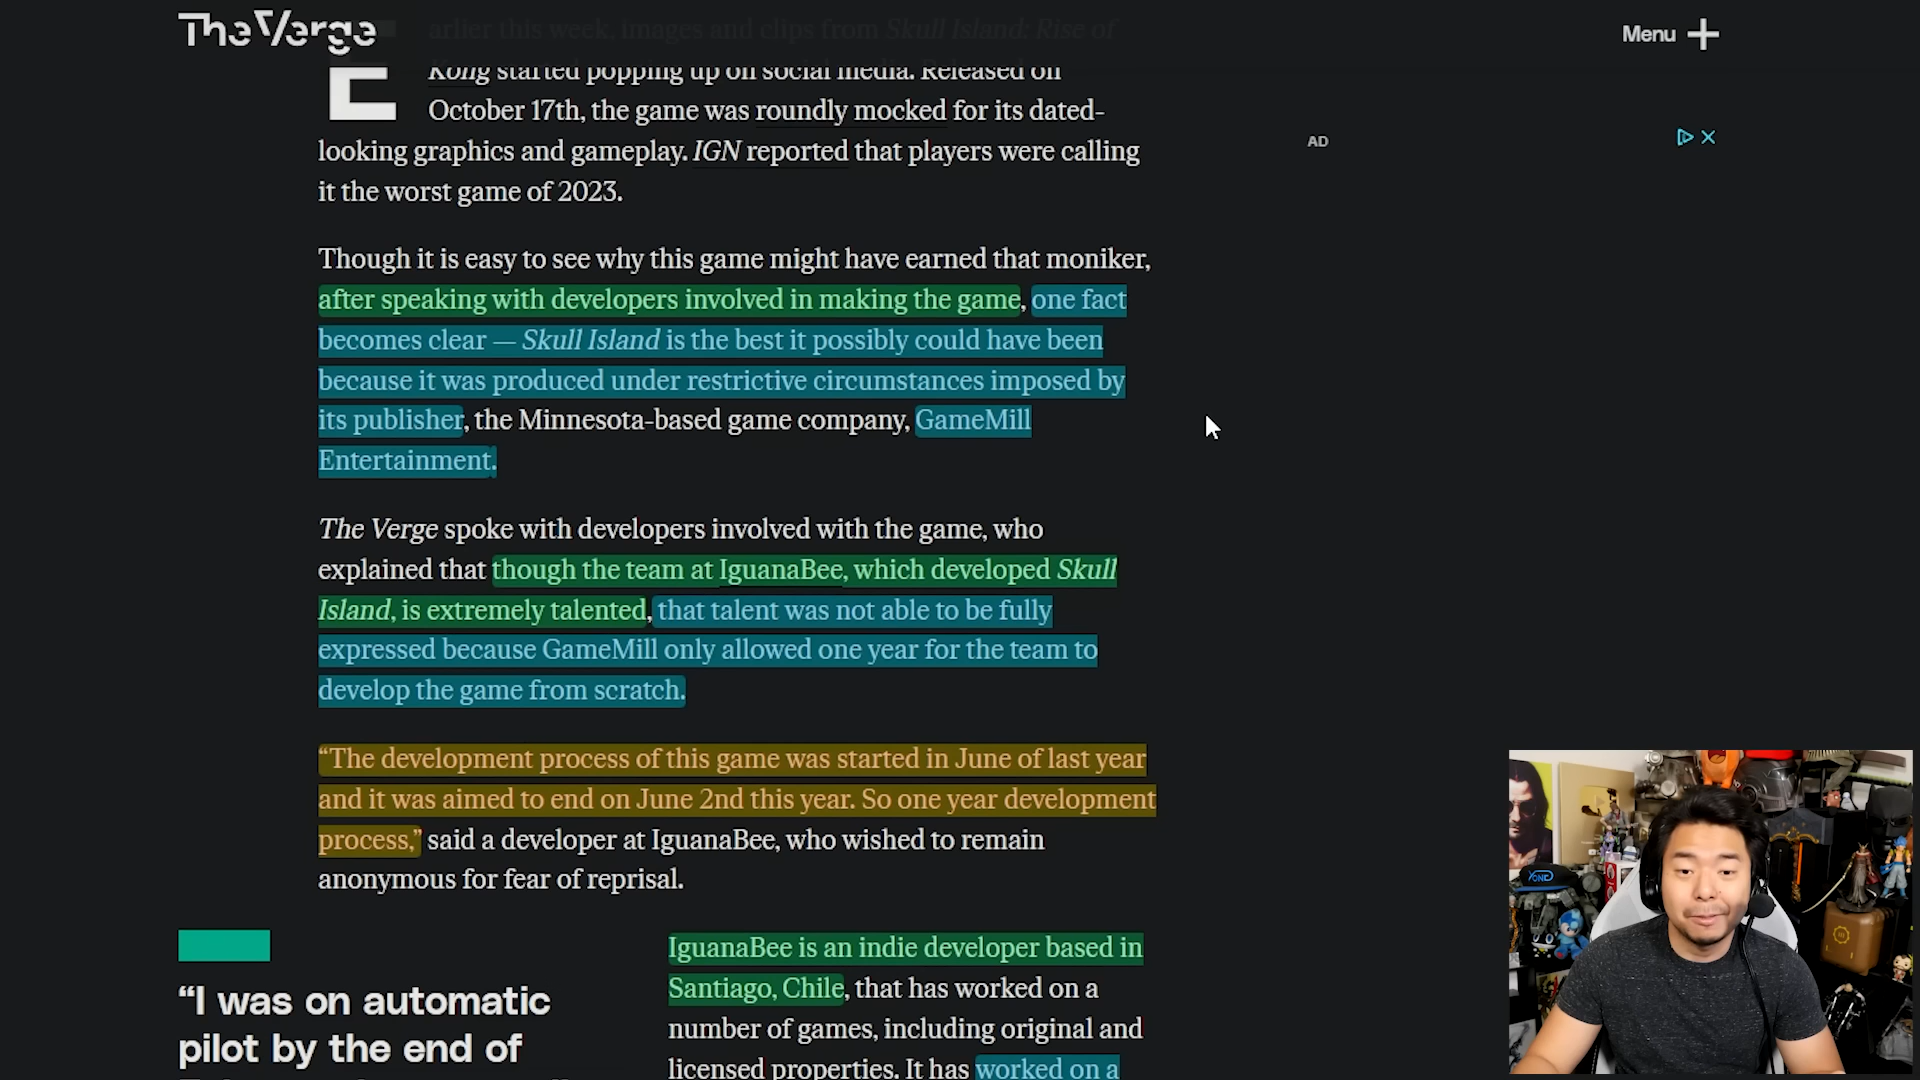 The Verge
Menu
arlier this week, images and clips from Skull Island: Rise of
Kong started popping up on social media. Released on
October 17th, the game was roundly mocked for its dated-
looking graphics and gameplay. IGN reported that players were calling
it the worst game of 2023.
AD
Though it is easy to see why this game might have earned that moniker,
after speaking with developers involved in making the game, one fact
becomes clear — Skull Island is the best it possibly could have been
because it was produced under restrictive circumstances imposed by
its publisher, the Minnesota-based game company, GameMill
Entertainment.
The Verge spoke with developers involved with the game, who
explained that though the team at IguanaBee, which developed Skull
Island, is extremely talented, that talent was not able to be fully
expressed because GameMill only allowed one year for the team to
develop the game from scratch.
“The development process of this game was started in June of last year
and it was aimed to end on June 2nd this year. So one year development
process,” said a developer at IguanaBee, who wished to remain
anonymous for fear of reprisal.
“I was on automatic
pilot by the end of
IguanaBee is an indie developer based in
Santiago, Chile, that has worked on a
number of games, including original and
licensed properties. It has worked on a